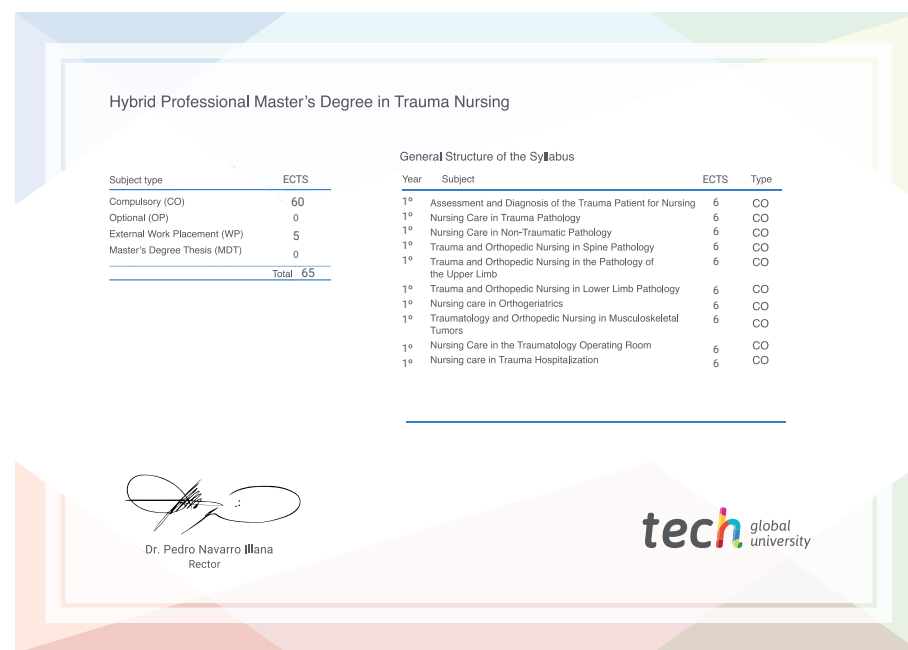 Hybrid Professional Master's Degree in Trauma Nursing
Subject type ECTS
Compulsory (CO) 60
Optional (OP) 0
External Work Placement (WP) 5
Master's Degree Thesis (MDT) 0
Total 65
General Structure of the Syllabus
Year Subject ECTS Type
1º Assessment and Diagnosis of the Trauma Patient for Nursing 6 CO
1º Nursing Care in Trauma Pathology 6 CO
1º Nursing Care in Non-Traumatic Pathology 6 CO
1º Trauma and Orthopedic Nursing in Spine Pathology 6 CO
1º Trauma and Orthopedic Nursing in the Pathology of 6 CO
the Upper Limb
1º Trauma and Orthopedic Nursing in Lower Limb Pathology 6 CO
1º Nursing care in Orthogeriatrics 6 CO
1º Traumatology and Orthopedic Nursing in Musculoskeletal 6 CO
Tumors
1º Nursing Care in the Traumatology Operating Room 6 CO
1º Nursing care in Trauma Hospitalization 6 CO
Dr. Pedro Navarro Illana
Rector
tech global
university